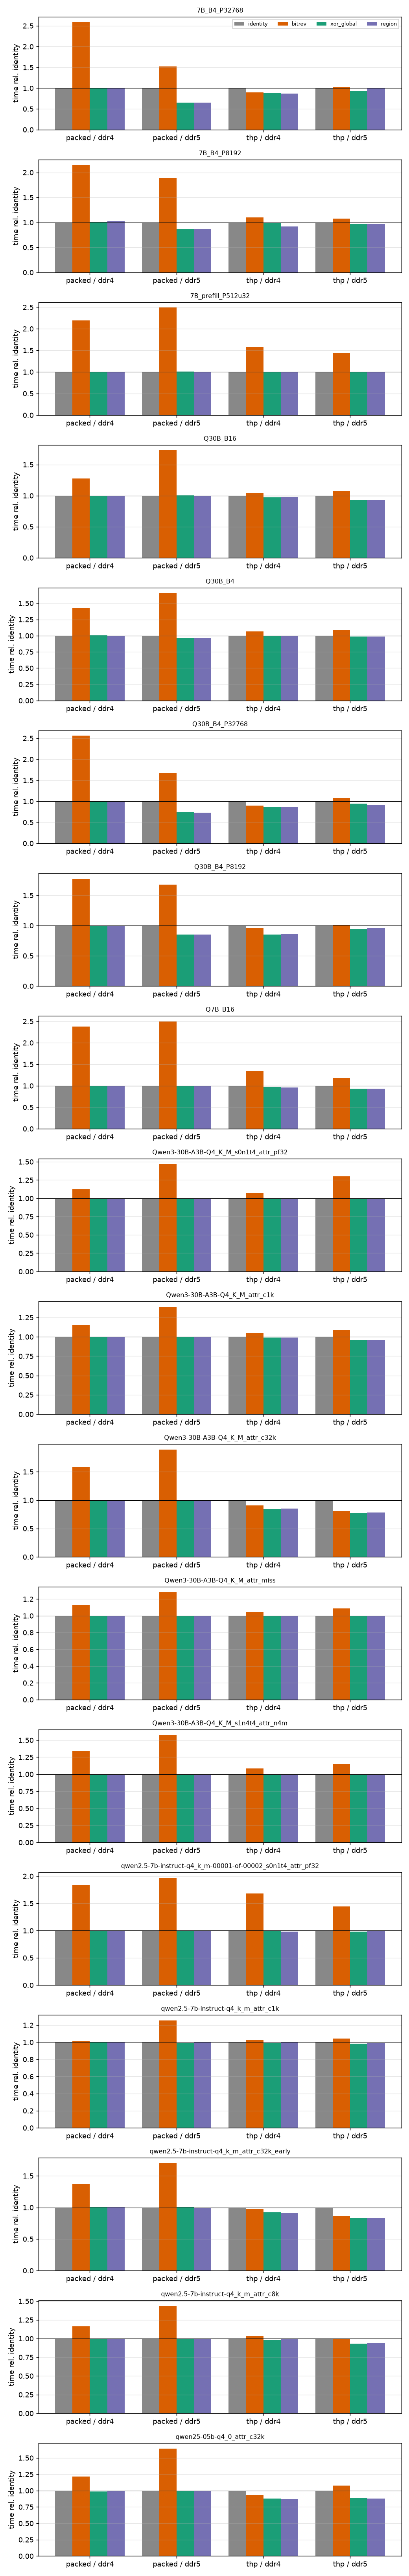 7B_B4_P32768
identity bitrev xor_global region
time rel. identity
2.5
2.0
1.5
1.0
0.5
0.0
packed / ddr4 packed / ddr5 thp / ddr4 thp / ddr5
7B_B4_P8192
time rel. identity
2.0
1.5
1.0
0.5
0.0
packed / ddr4 packed / ddr5 thp / ddr4 thp / ddr5
7B_prefill_P512u32
time rel. identity
2.5
2.0
1.5
1.0
0.5
0.0
packed / ddr4 packed / ddr5 thp / ddr4 thp / ddr5
Q30B_B16
time rel. identity
1.5
1.0
0.5
0.0
packed / ddr4 packed / ddr5 thp / ddr4 thp / ddr5
Q30B_B4
time rel. identity
1.50
1.25
1.00
0.75
0.50
0.25
0.00
packed / ddr4 packed / ddr5 thp / ddr4 thp / ddr5
Q30B_B4_P32768
time rel. identity
2.5
2.0
1.5
1.0
0.5
0.0
packed / ddr4 packed / ddr5 thp / ddr4 thp / ddr5
Q30B_B4_P8192
time rel. identity
1.5
1.0
0.5
0.0
packed / ddr4 packed / ddr5 thp / ddr4 thp / ddr5
Q7B_B16
time rel. identity
2.5
2.0
1.5
1.0
0.5
0.0
packed / ddr4 packed / ddr5 thp / ddr4 thp / ddr5
Qwen3-30B-A3B-Q4_K_M_s0n1t4_attr_pf32
time rel. identity
1.50
1.25
1.00
0.75
0.50
0.25
0.00
packed / ddr4 packed / ddr5 thp / ddr4 thp / ddr5
Qwen3-30B-A3B-Q4_K_M_attr_c1k
time rel. identity
1.25
1.00
0.75
0.50
0.25
0.00
packed / ddr4 packed / ddr5 thp / ddr4 thp / ddr5
Qwen3-30B-A3B-Q4_K_M_attr_c32k
time rel. identity
1.5
1.0
0.5
0.0
packed / ddr4 packed / ddr5 thp / ddr4 thp / ddr5
Qwen3-30B-A3B-Q4_K_M_attr_miss
time rel. identity
1.2
1.0
0.8
0.6
0.4
0.2
0.0
packed / ddr4 packed / ddr5 thp / ddr4 thp / ddr5
Qwen3-30B-A3B-Q4_K_M_s1n4t4_attr_n4m
time rel. identity
1.50
1.25
1.00
0.75
0.50
0.25
0.00
packed / ddr4 packed / ddr5 thp / ddr4 thp / ddr5
qwen2.5-7b-instruct-q4_k_m-00001-of-00002_s0n1t4_attr_pf32
time rel. identity
2.0
1.5
1.0
0.5
0.0
packed / ddr4 packed / ddr5 thp / ddr4 thp / ddr5
qwen2.5-7b-instruct-q4_k_m_attr_c1k
time rel. identity
1.2
1.0
0.8
0.6
0.4
0.2
0.0
packed / ddr4 packed / ddr5 thp / ddr4 thp / ddr5
qwen2.5-7b-instruct-q4_k_m_attr_c32k_early
time rel. identity
1.5
1.0
0.5
0.0
packed / ddr4 packed / ddr5 thp / ddr4 thp / ddr5
qwen2.5-7b-instruct-q4_k_m_attr_c8k
time rel. identity
1.50
1.25
1.00
0.75
0.50
0.25
0.00
packed / ddr4 packed / ddr5 thp / ddr4 thp / ddr5
qwen25-05b-q4_0_attr_c32k
time rel. identity
1.50
1.25
1.00
0.75
0.50
0.25
0.00
packed / ddr4 packed / ddr5 thp / ddr4 thp / ddr5